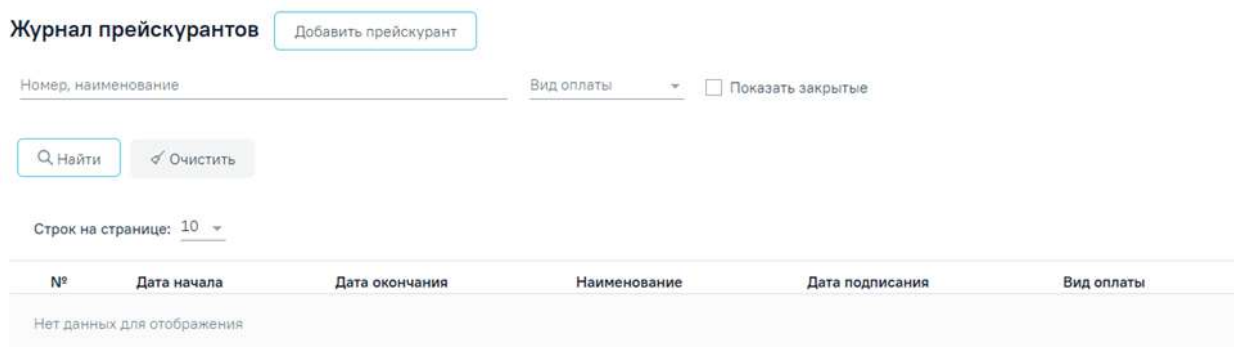 Журнал прейскурантов Добавить прейскурант
Номер, наименование Вид оплаты Показать закрытые
Найти Очистить
Строк на странице: 10
№ Дата начала Дата окончания Наименование Дата подписания Вид оплаты
Нет данных для отображения